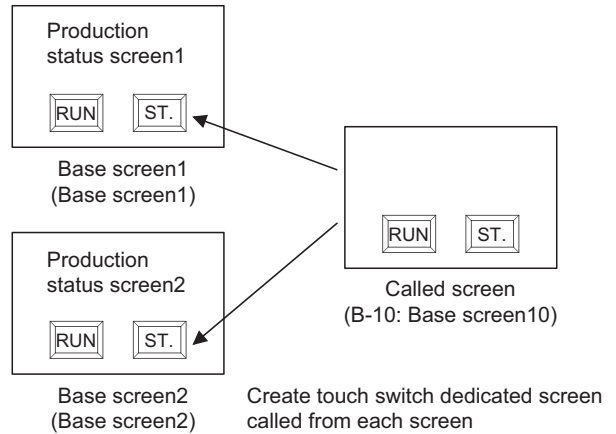 Production
status screen1
RUN ST.
Base screen1
(Base screen1)
RUN ST.
Called screen
(B-10: Base screen10)
Production
status screen2
RUN ST.
Base screen2
(Base screen2)
Create touch switch dedicated screen
called from each screen